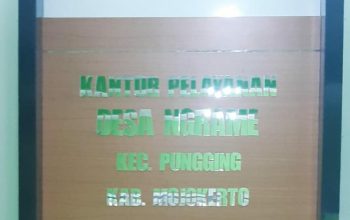 KANTOR PELAYANAN
DESA NGRAME
KEC. PUNGGING
KAB. MOJOKERTO